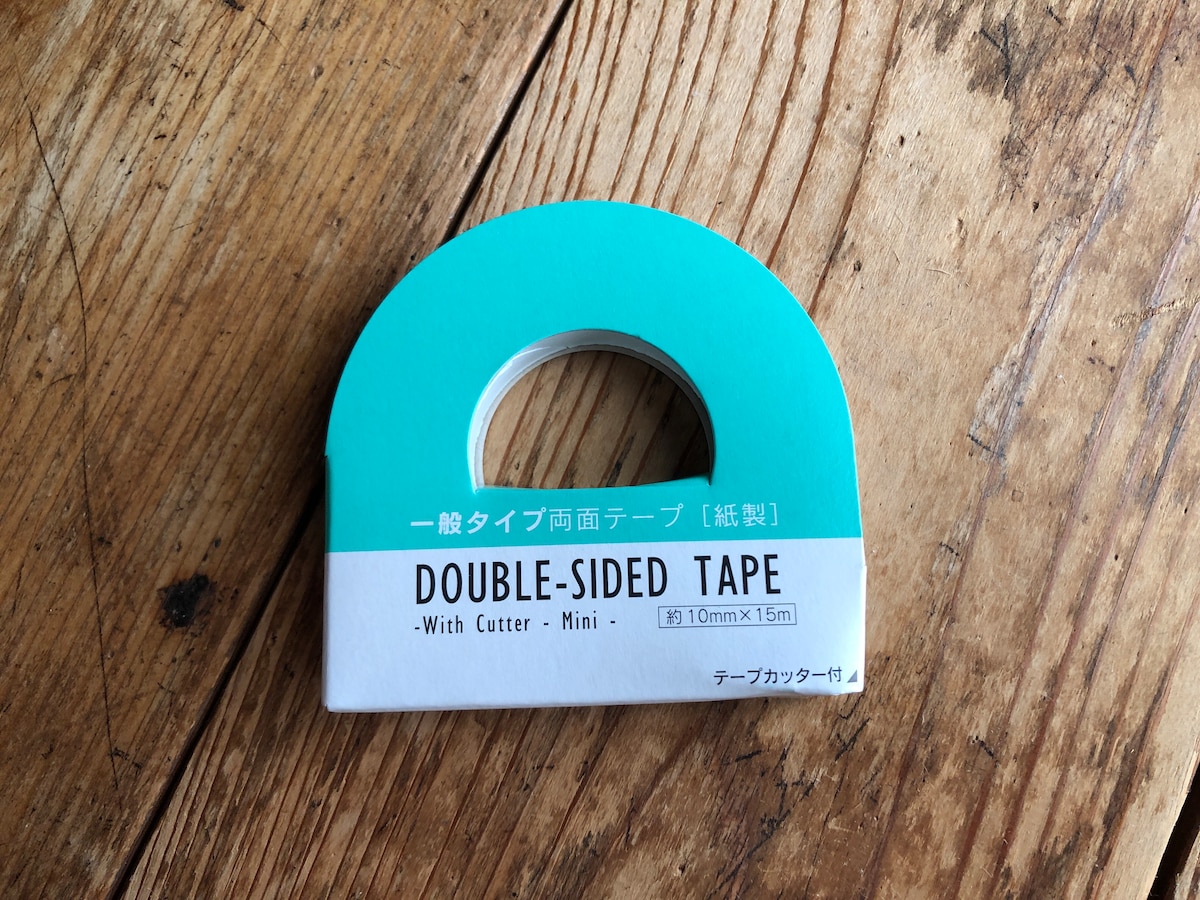 一般タイプ両面テープ［紙製］
DOUBLE-SIDED TAPE
-With Cutter - Mini -
約10mm×15m
テープカッター付